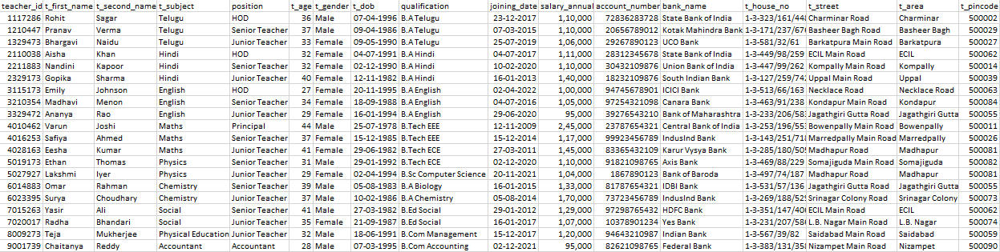 teacher_id t_first_name t_second_name t_subject position t_age t_gender t_dob qualification joining_date salary_annual account_number bank_name t_house_no t_street t_area t_pincode
1117286 Rohit Sagar Telugu HOD 36 Male 07-04-1996 B.A Telugu 23-12-2017 1,10,000 72836283728 State Bank of India 1-3-323/161/44 Charminar Road Charminar 500002
1210447 Pranav Verma Telugu Senior Teacher 37 Male 09-04-1986 B.A Telugu 07-03-2015 1,10,000 20656789012 Kotak Mahindra Bank 1-3-171/237/67 Basheer Bagh Road Basheer Bagh 500029
1329473 Bhargavi Naidu Telugu Junior Teacher 33 Female 09-05-1990 B.A Telugu 25-07-2019 1,06,000 29267890123 UCO Bank 1-3-581/32/61 Barkatpura Main Road Barkatpura 500027
2110038 Aisha Khan Hindi HOD 32 Female 04-07-1991 B.A Hindi 04-07-2017 1,11,000 28312345678 State Bank of India 1-3-449/98/259 ECIL Main Road ECIL 500062
2211883 Nandini Kapoor Hindi Senior Teacher 32 Female 02-12-1990 B.A Hindi 10-02-2020 1,10,000 30432109876 Union Bank of India 1-3-447/99/262 Kompally Main Road Kompally 500014
2329173 Gopika Sharma Hindi Junior Teacher 40 Female 12-11-1982 B.A Hindi 16-01-2013 1,40,000 18232109876 South Indian Bank 1-3-127/259/74 Uppal Main Road Uppal 500039
3115173 Emily Johnson English HOD 27 Female 20-11-1995 B.A English 02-04-2022 1,00,000 94745678901 ICICI Bank 1-3-513/66/163 Necklace Road Necklace Road 500063
3210354 Madhavi Menon English Senior Teacher 34 Female 18-09-1988 B.A English 04-07-2016 1,05,000 97254321098 Canara Bank 1-3-463/91/238 Kondapur Main Road Kondapur 500084
3329472 Ananya Rao English Junior Teacher 29 Female 16-01-1994 B.A English 29-06-2020 95,000 39276543210 Bank of Maharashtra 1-3-233/206/58 Jagathgiri Gutta Road Jagathgiri Gutta 500055
4010462 Varun Joshi Maths Principal 44 Male 25-07-1978 B.Tech EEE 12-11-2009 2,45,000 23787654321 Central Bank of India 1-3-253/196/55 Bowenpally Main Road Bowenpally 500011
4016253 Safiya Ahmed Maths Senior Teacher 37 Female 15-12-1985 B.Tech EEE 15-12-2014 1,17,000 99923456789 IndusInd Bank 1-3-143/251/71 Marredpally Main Road Marredpally 500026
4028163 Eesha Kumar Maths Junior Teacher 41 Female 29-06-1982 B.Tech ECE 27-03-2011 1,45,000 83365432109 Karur Vysya Bank 1-3-285/180/50 Madhapur Road Madhapur 500081
5019173 Ethan Thomas Physics Senior Teacher 31 Male 29-01-1992 B.Tech ECE 02-12-2020 1,10,000 91821098765 Axis Bank 1-3-469/88/229 Somajiguda Main Road Somajiguda 500082
5027927 Lakshmi Iyer Physics Junior Teacher 29 Female 02-04-1994 B.Sc Computer Science 20-11-2021 1,04,000 1867890123 Bank of Baroda 1-3-497/74/187 Madhapur Road Madhapur 500081
6014883 Omar Rahman Chemistry Senior Teacher 39 Male 05-08-1983 B.A Biology 16-01-2015 1,33,000 81787654321 IDBI Bank 1-3-531/57/136 Jagathgiri Gutta Road Jagathgiri Gutta 500055
6023395 Surya Choudhary Chemistry Junior Teacher 37 Male 10-02-1986 B.A Chemistry 05-08-2014 1,70,000 73723456789 IndusInd Bank 1-3-269/188/52 Srinagar Colony Road Srinagar Colony 500073
7015263 Yasir Ali Social Senior Teacher 41 Male 27-03-1982 B.Ed Social 29-01-2012 1,29,000 97298765432 HDFC Bank 1-3-351/147/40 ECIL Main Road ECIL 500062
7020017 Radha Bhandari Social Junior Teacher 35 Female 21-09-1987 B.Ed Social 16-01-2017 1,07,000 10378901234 Yes Bank 1-3-231/207/58 L.B. Nagar Main Road L.B. Nagar 500074
8009273 Teja Mukherjee Physical Education Junior Teacher 32 Male 18-06-1991 B.Com Management 15-12-2017 1,20,000 94643210987 Indian Bank 1-3-567/39/82 Saidabad Main Road Saidabad 500059
9001739 Chaitanya Reddy Accountant Accountant 28 Male 07-03-1995 B.Com Accounting 02-12-2021 95,000 82621098765 Federal Bank 1-3-383/131/35 Nizampet Main Road Nizampet 500090